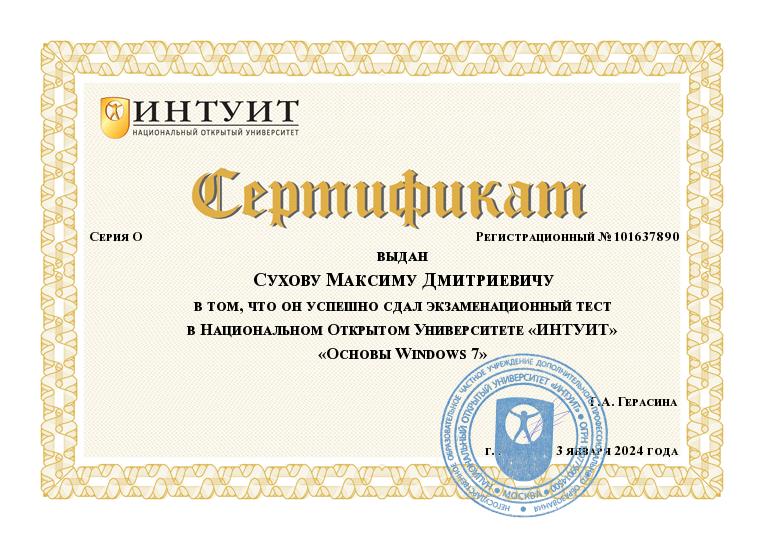 ИНТУИТ
НАЦИОНАЛЬНЫЙ ОТКРЫТЫЙ УНИВЕРСИТЕТ
Сертификат
Серия О Регистрационный № 101637890
выдан
Сухову Максиму Дмитриевичу
в том, что он успешно сдал экзаменационный тест
в Национальном Открытом Университете «ИНТУИТ»
«Основы Windows 7»
Г.А. Герасина
г. 3 января 2024 года
НЕГОСУДАРСТВЕННОЕ ОБРАЗОВАТЕЛЬНОЕ ЧАСТНОЕ УЧРЕЖДЕНИЕ ДОПОЛНИТЕЛЬНОГО ПРОФЕССИОНАЛЬНОГО ОБРАЗОВАНИЯ
НАЦИОНАЛЬНЫЙ ОТКРЫТЫЙ УНИВЕРСИТЕТ «ИНТУИТ» • ОГРН
• МОСКВА •